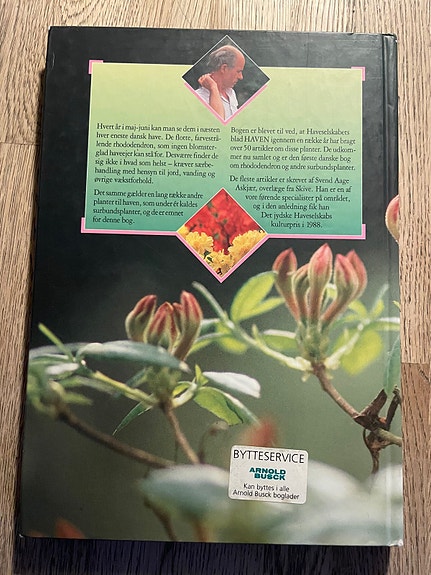 Hvert år i maj-juni kan man se dem i næsten
hver eneste dansk have. De flotte, farvestrå-
lende rhododendron, som ingen blomster-
glad haveejer kan stå for. Desværre finder de
sig ikke i hvad som helst – kræver særbe-
handling med hensyn til jord, vanding og
øvrige vækstforhold.
Det samme gælder en lang række andre
planter til haven, som under ét kaldes
surbundsplanter, og de er emnet
for denne bog.
Bogen er blevet til ved, at Haveselskabets
blad HAVEN igennem en række år har bragt
over 50 artikler om disse planter. De udkom-
mer nu samlet og er den første danske bog
om rhododendron og andre surbundsplanter.
De fleste artikler er skrevet af Svend Aage
Askjær, overlæge fra Skive. Han er en af
vore førende specialister på området,
og i den anledning fik han
Det jydske Haveselskabs
kulturpris i 1988.
BYTTESERVICE
ARNOLD
BUSCK
Kan byttes i alle
Arnold Busck boglader